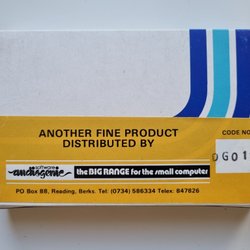 ANOTHER FINE PRODUCT
DISTRIBUTED BY
CODE NO
DG01
software
audiogenic
the BIG RANGE for the small computer
PO Box 88, Reading, Berks. Tel: (0734) 586334 Telex: 847826